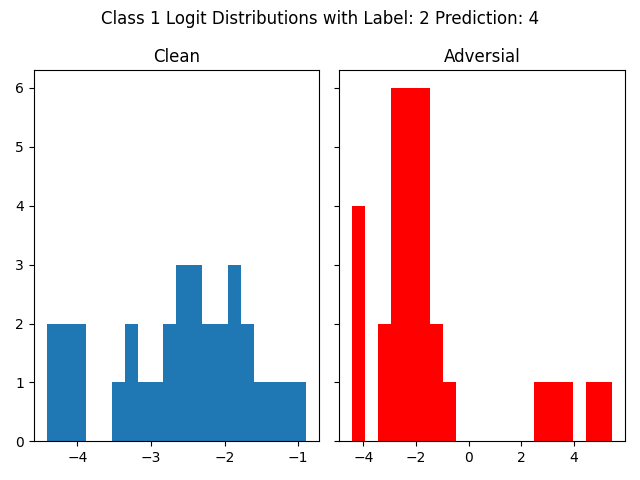 Class 1 Logit Distributions with Label: 2 Prediction: 4
Clean
Adversial
6
5
4
3
2
1
0
−4 −3 −2 −1
−4 −2 0 2 4